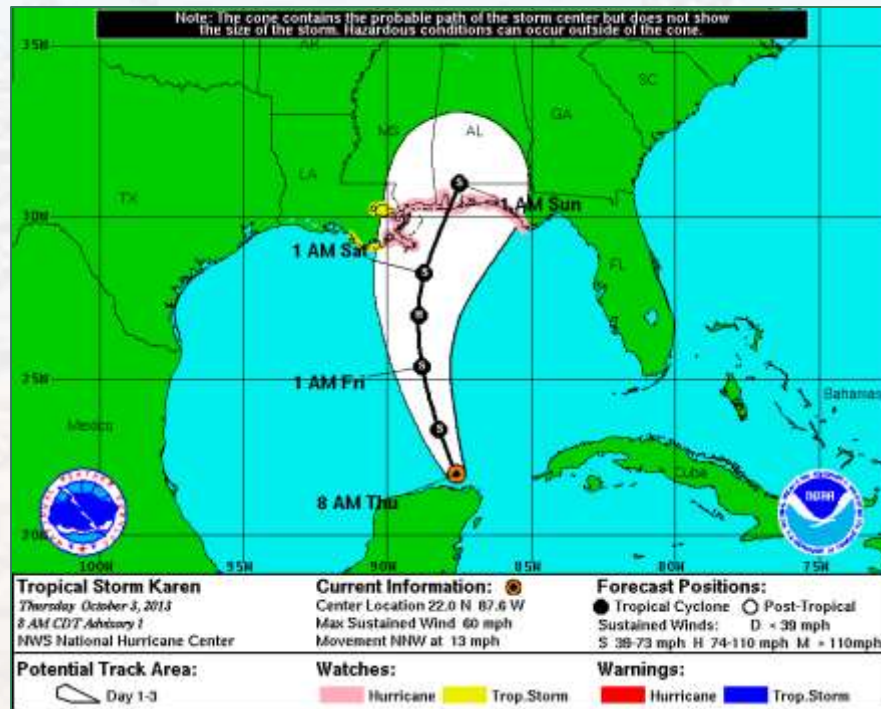 Note: The cone contains the probable path of the storm center but does not show
the size of the storm. Hazardous conditions can occur outside of the cone.
35N
AR
SC
MS
AL
GA
LA
TX
30N
1 AM Sun
1 AM Sat
FL
25N
1 AM Fri
Bahamas
Mexico
Cuba
8 AM Thu
NOAA
20N
100W
95W
90W
85W
80W
75W
Tropical Storm Karen
Thursday October 3, 2013
8 AM CDT Advisory 1
NWS National Hurricane Center
Current Information:
Center Location 22.0 N 87.6 W
Max Sustained Wind 60 mph
Movement NNW at 13 mph
Forecast Positions:
Tropical Cyclone Post-Tropical
Sustained Winds: D < 39 mph
S 39-73 mph H 74-110 mph M > 110mph
Potential Track Area:
Day 1-3
Watches:
Hurricane Trop.Storm
Warnings:
Hurricane Trop.Storm